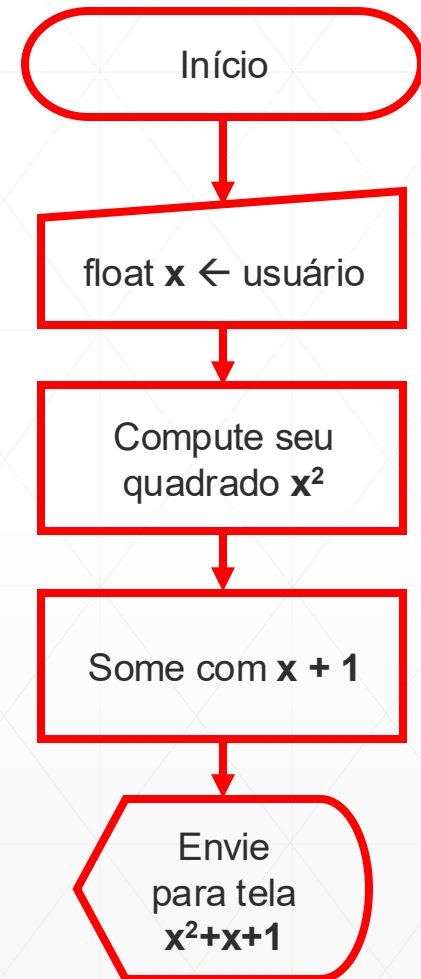 Início
float x ← usuário
Compute seu
quadrado x²
Some com x + 1
Envie
para tela
x²+x+1